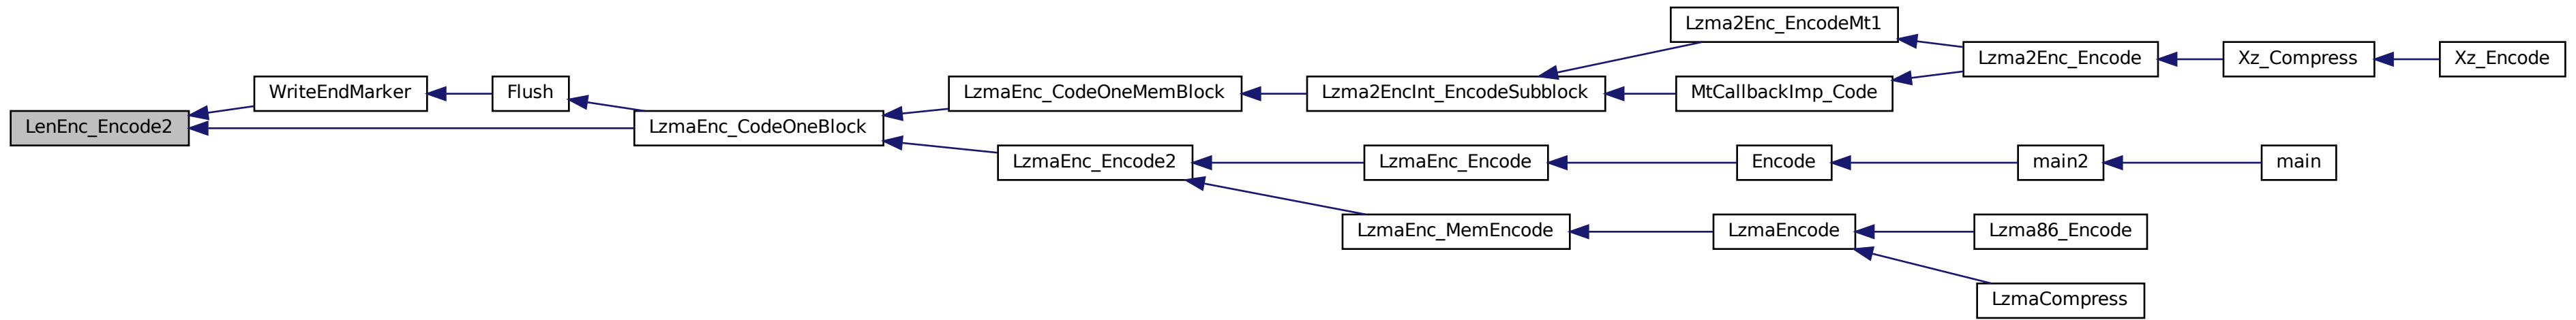 Lzma2Enc_EncodeMt1
Lzma2Enc_Encode
Xz_Compress
Xz_Encode
WriteEndMarker
Flush
LzmaEnc_CodeOneMemBlock
Lzma2EncInt_EncodeSubblock
MtCallbackImp_Code
LenEnc_Encode2
LzmaEnc_CodeOneBlock
LzmaEnc_Encode2
LzmaEnc_Encode
Encode
main2
main
LzmaEnc_MemEncode
LzmaEncode
Lzma86_Encode
LzmaCompress